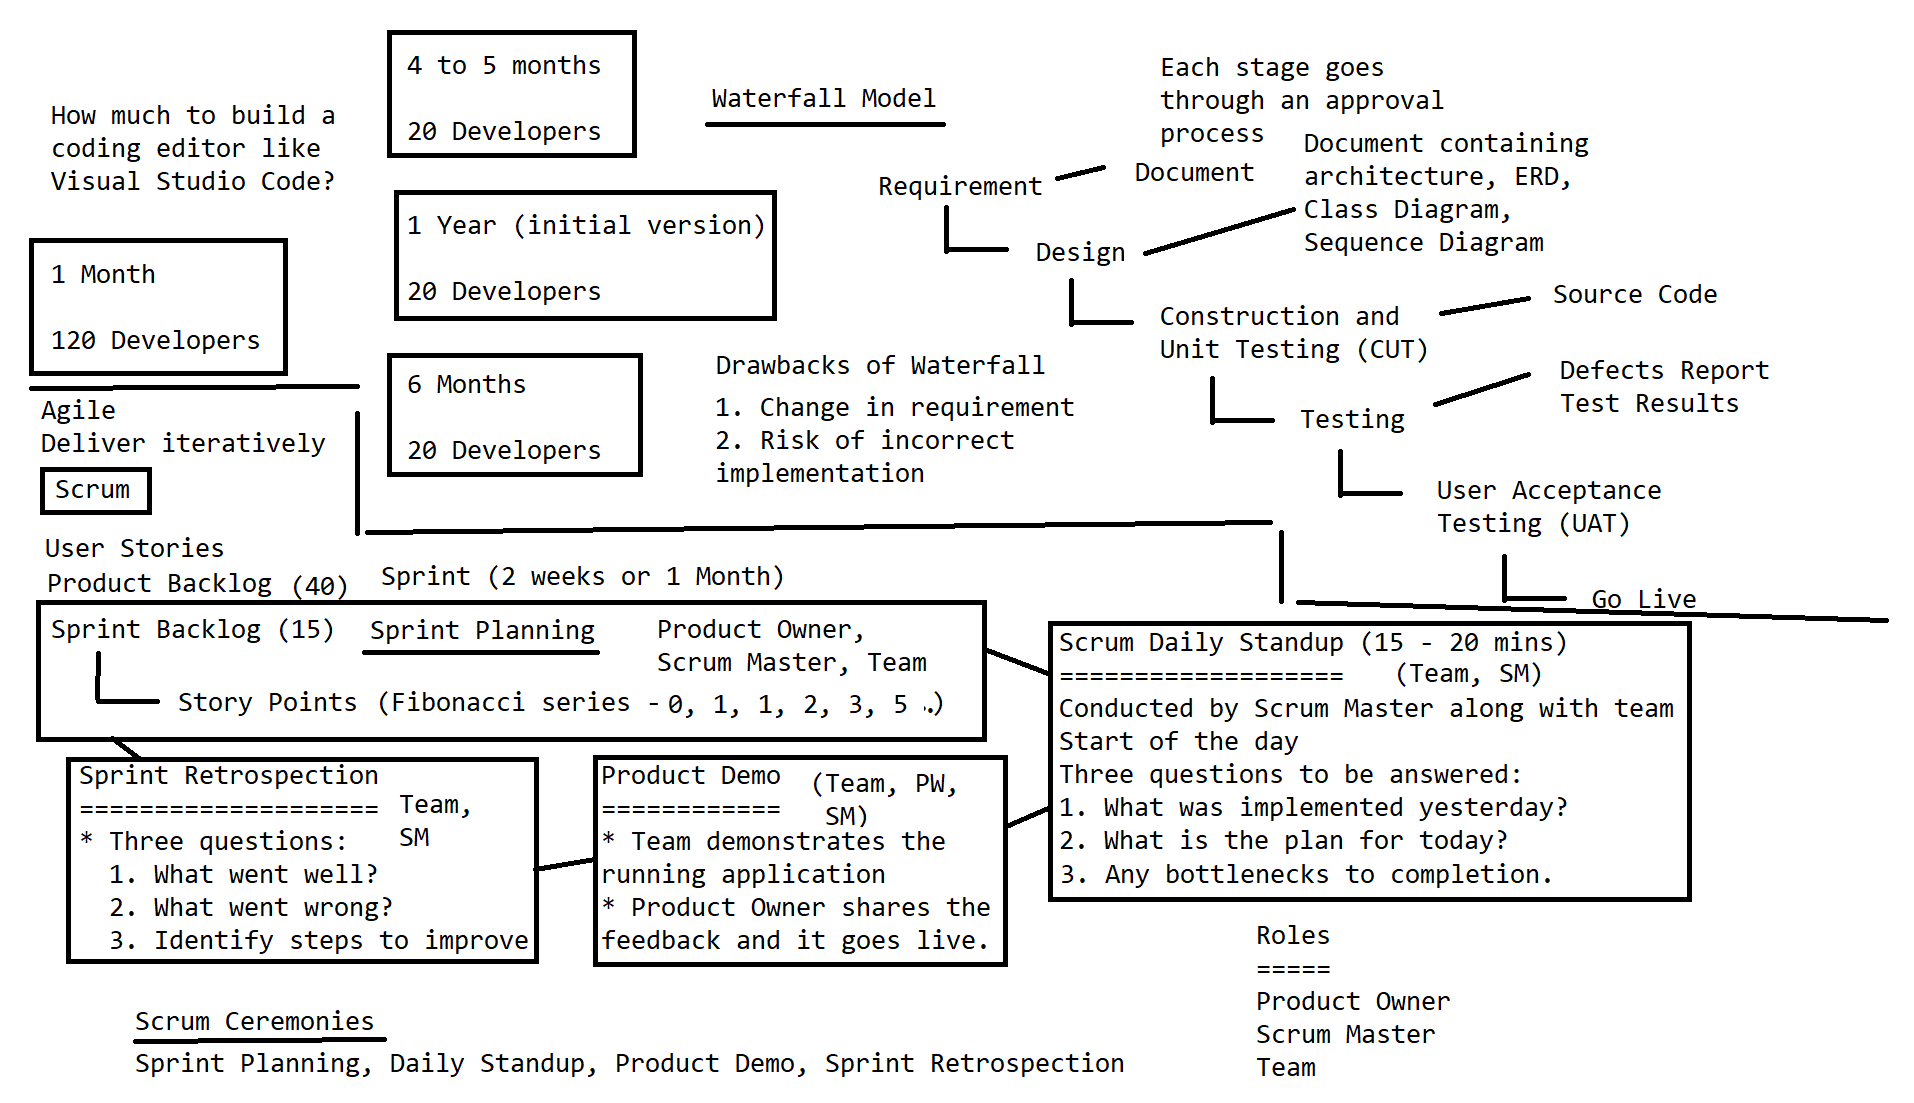 How much to build a
coding editor like
Visual Studio Code?
4 to 5 months
20 Developers
1 Year (initial version)
20 Developers
1 Month
120 Developers
6 Months
20 Developers
Waterfall Model
Each stage goes
through an approval
process
Requirement
Document
Document containing
architecture, ERD,
Class Diagram,
Sequence Diagram
Design
Construction and
Unit Testing (CUT)
Source Code
Testing
Defects Report
Test Results
User Acceptance
Testing (UAT)
Go Live
Drawbacks of Waterfall
1. Change in requirement
2. Risk of incorrect
implementation
Agile
Deliver iteratively
Scrum
User Stories
Product Backlog (40)
Sprint (2 weeks or 1 Month)
Sprint Backlog (15)
Sprint Planning
Product Owner,
Scrum Master, Team
Story Points (Fibonacci series - 0, 1, 1, 2, 3, 5 ..)
Scrum Daily Standup (15 - 20 mins)
===================
(Team, SM)
Conducted by Scrum Master along with team
Start of the day
Three questions to be answered:
1. What was implemented yesterday?
2. What is the plan for today?
3. Any bottlenecks to completion.
Sprint Retrospection
====================
Team,
SM
* Three questions:
1. What went well?
2. What went wrong?
3. Identify steps to improve
Product Demo
============
(Team, PW,
SM)
* Team demonstrates the
running application
* Product Owner shares the
feedback and it goes live.
Roles
=====
Product Owner
Scrum Master
Team
Scrum Ceremonies
Sprint Planning, Daily Standup, Product Demo, Sprint Retrospection